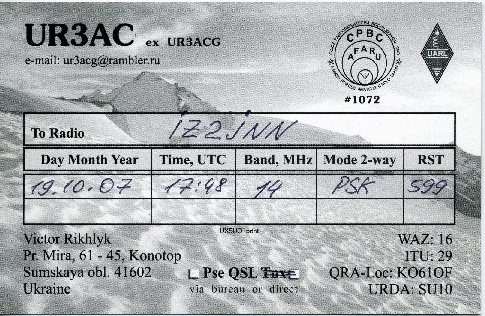 UR3AC ex UR3ACG
e-mail: ur3acg@rambler.ru
CPBC
AFARU
#1072
UARL
To Radio IZ2JNN
Day Month Year Time, UTC Band, MHz Mode 2-way RST
19.10.07 17:48 14 PSK 599
UX5UO print
Victor Rikhlyk
Pr. Mira, 61 - 45, Konotop
Sumskaya obl. 41602
Ukraine
Pse QSL Tnx
via bureau or direct
WAZ: 16
ITU: 29
QRA-Loc: KO61OF
URDA: SU10